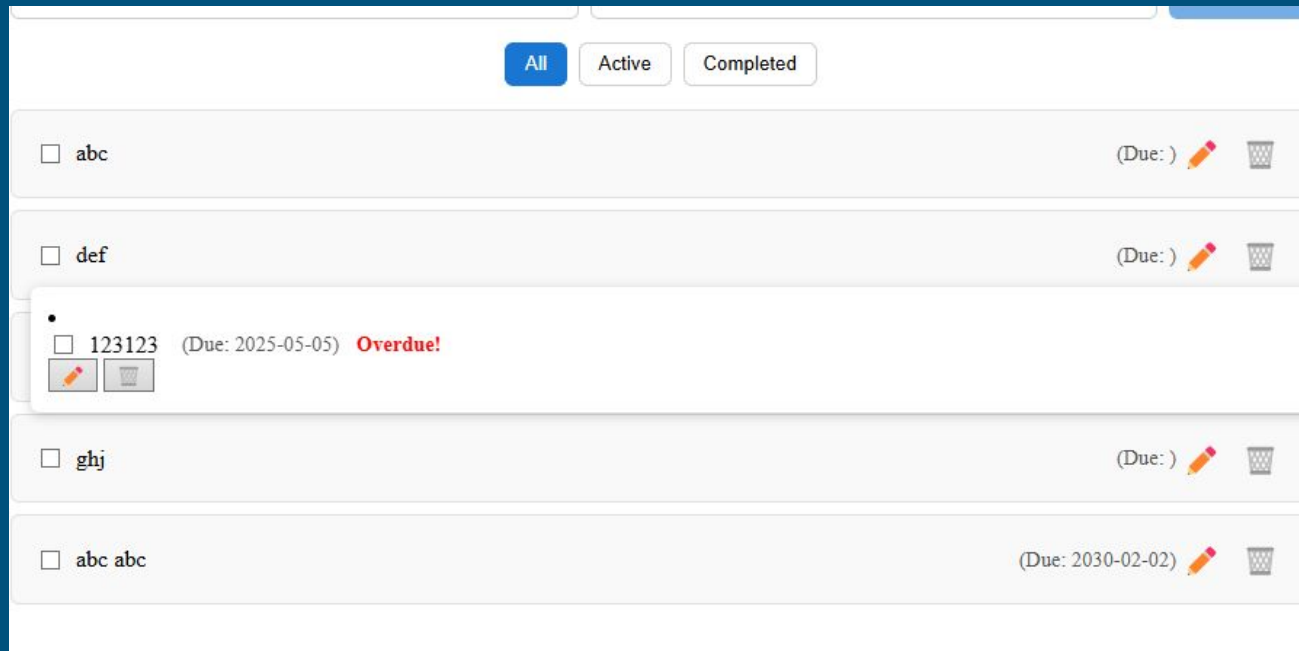 All Active Completed
abc (Due: )
def (Due: )
123123 (Due: 2025-05-05) Overdue!
ghj (Due: )
abc abc (Due: 2030-02-02)